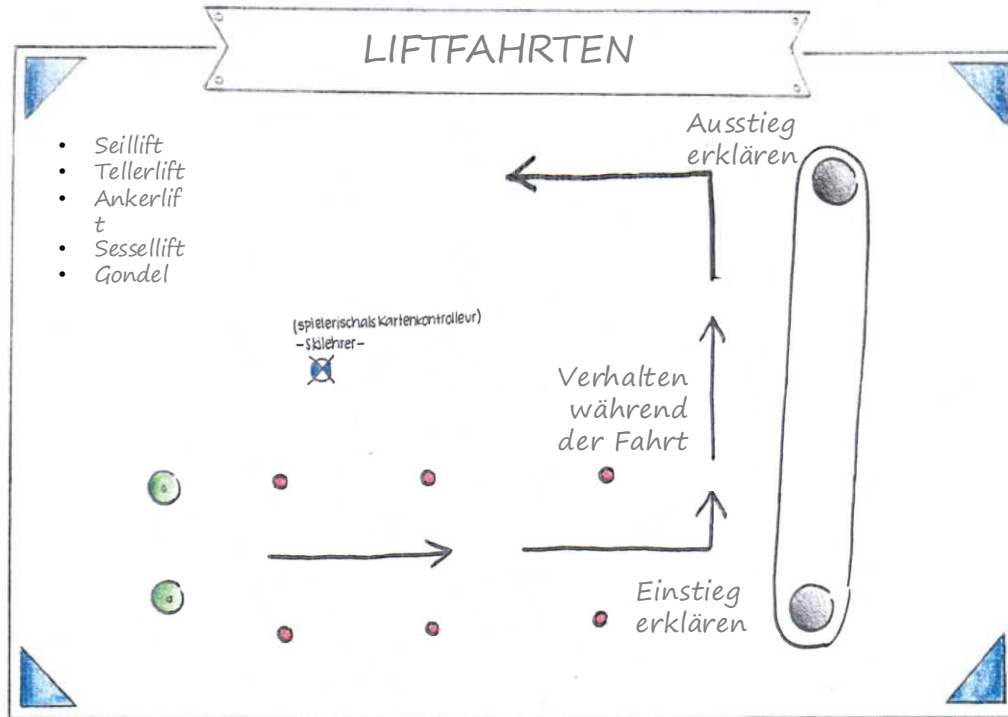 LIFTFAHRTEN
• Seillift
• Tellerlift
• Ankerlif
t
• Sessellift
• Gondel
Ausstieg
erklären
(spielerisch als Kartenkontrolleur)
-Skilehrer-
Verhalten
während
der Fahrt
Einstieg
erklären